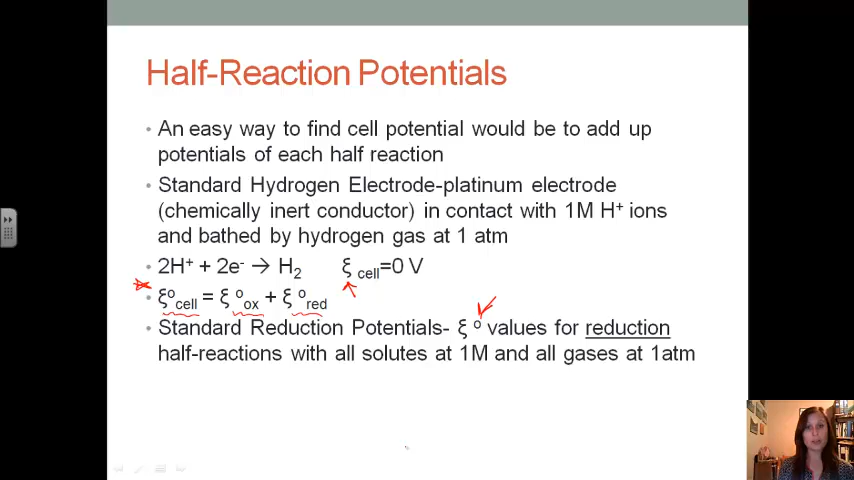 Half-Reaction Potentials
• An easy way to find cell potential would be to add up
potentials of each half reaction
• Standard Hydrogen Electrode-platinum electrode
(chemically inert conductor) in contact with 1M H⁺ ions
and bathed by hydrogen gas at 1 atm
• 2H⁺ + 2e⁻ → H₂ ξ cell=0 V
• ξ°cell = ξ °ox + ξ °red
• Standard Reduction Potentials- ξ ° values for reduction
half-reactions with all solutes at 1M and all gases at 1atm